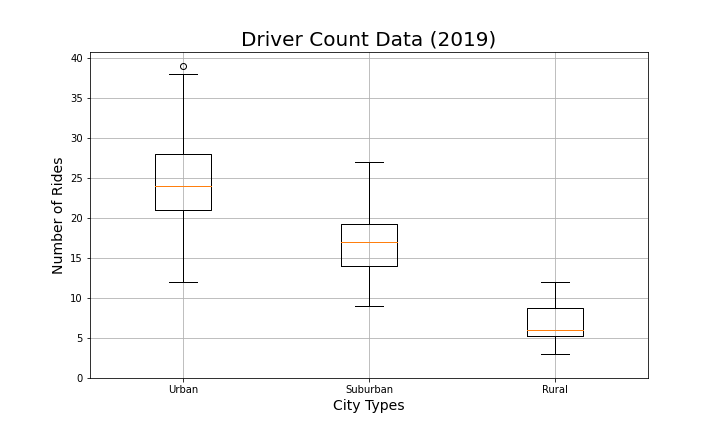 Driver Count Data (2019)
Number of Rides
40
35
30
25
20
15
10
5
0
Urban
Suburban
Rural
City Types